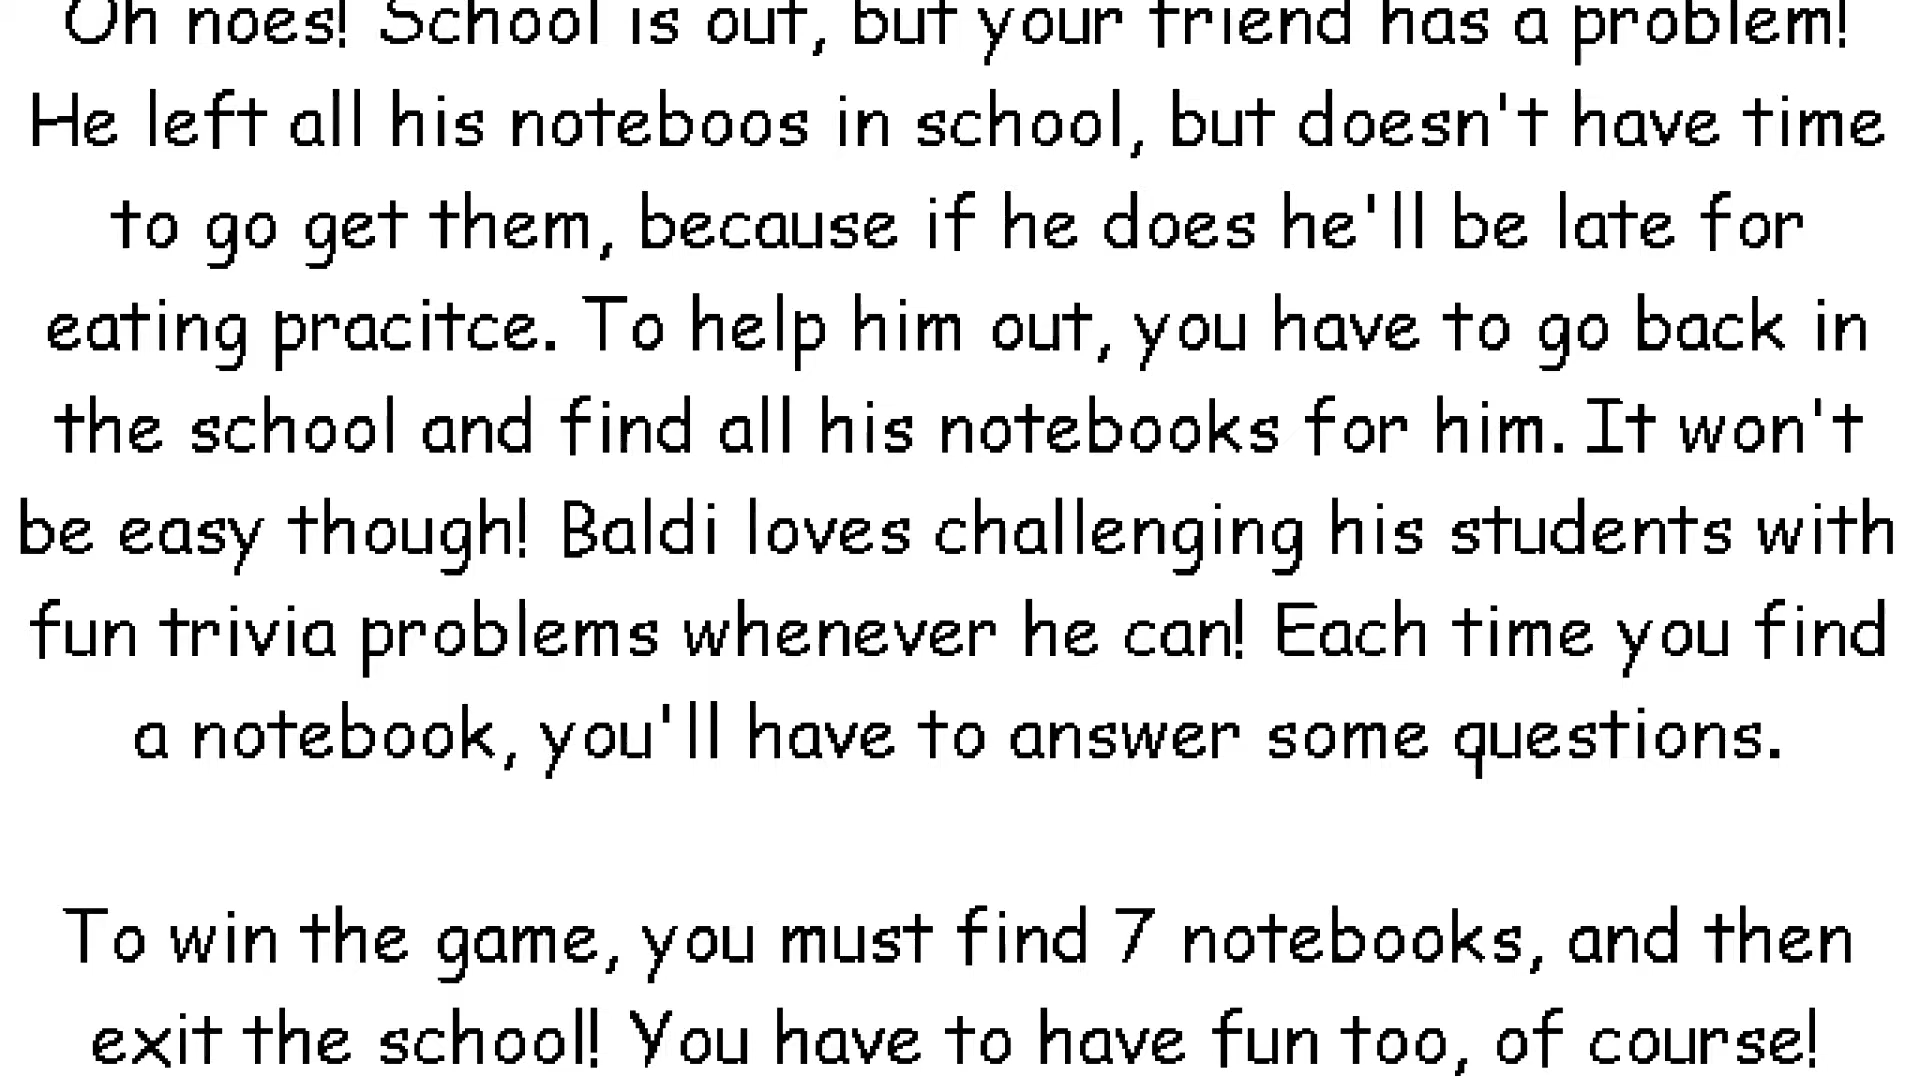 Oh noes! School is out, but your friend has a problem!
He left all his noteboos in school, but doesn't have time
to go get them, because if he does he'll be late for
eating pracitce. To help him out, you have to go back in
the school and find all his notebooks for him. It won't
be easy though! Baldi loves challenging his students with
fun trivia problems whenever he can! Each time you find
a notebook, you'll have to answer some questions.
To win the game, you must find 7 notebooks, and then
exit the school! You have to have fun too, of course!